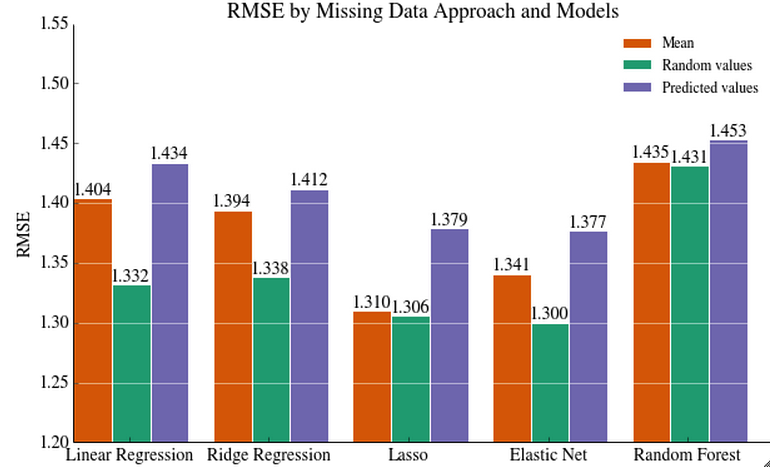 RMSE by Missing Data Approach and Models
Mean
Random values
Predicted values
RMSE
1.55
1.50
1.45
1.40
1.35
1.30
1.25
1.20
1.404
1.332
1.434
1.394
1.338
1.412
1.310
1.306
1.379
1.341
1.300
1.377
1.435
1.431
1.453
Linear Regression
Ridge Regression
Lasso
Elastic Net
Random Forest